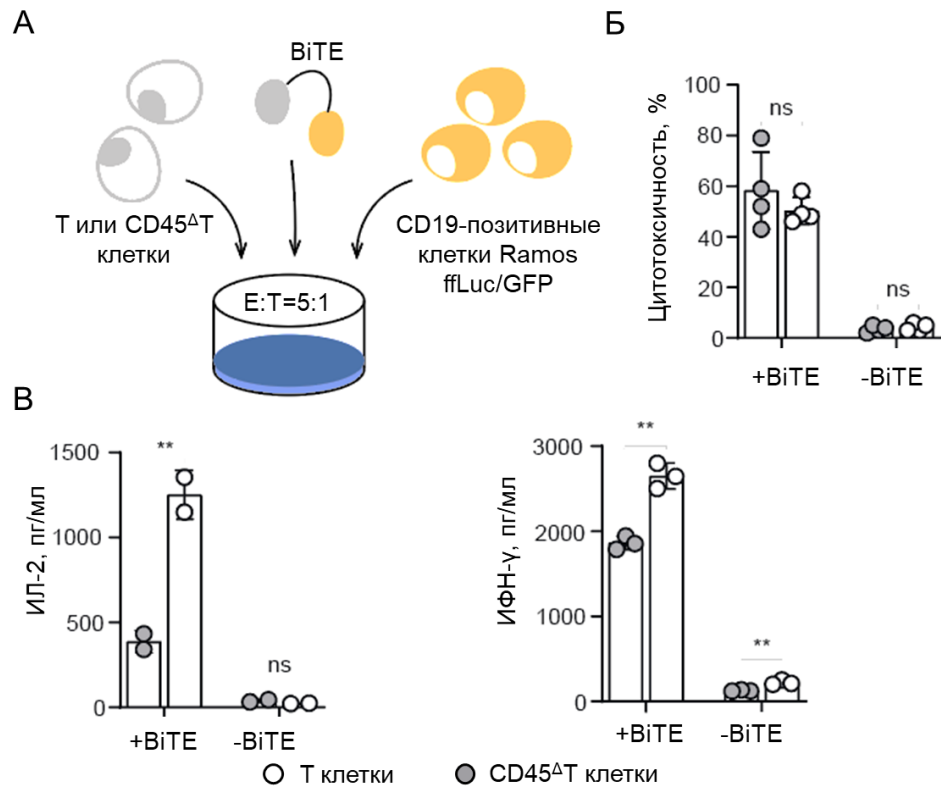 А
BiTE
Т или CD45ΔТ
клетки
CD19-позитивные
клетки Ramos
ffLuc/GFP
E:T=5:1
Б
Цитотоксичность, %
100
80
60
40
20
0
ns
ns
+BiTE
-BiTE
В
ИЛ-2, пг/мл
1500
1000
500
0
**
ns
+BiTE
-BiTE
ИФН-γ, пг/мл
3000
2000
1000
0
**
**
+BiTE
-BiTE
Т клетки
CD45ΔТ клетки